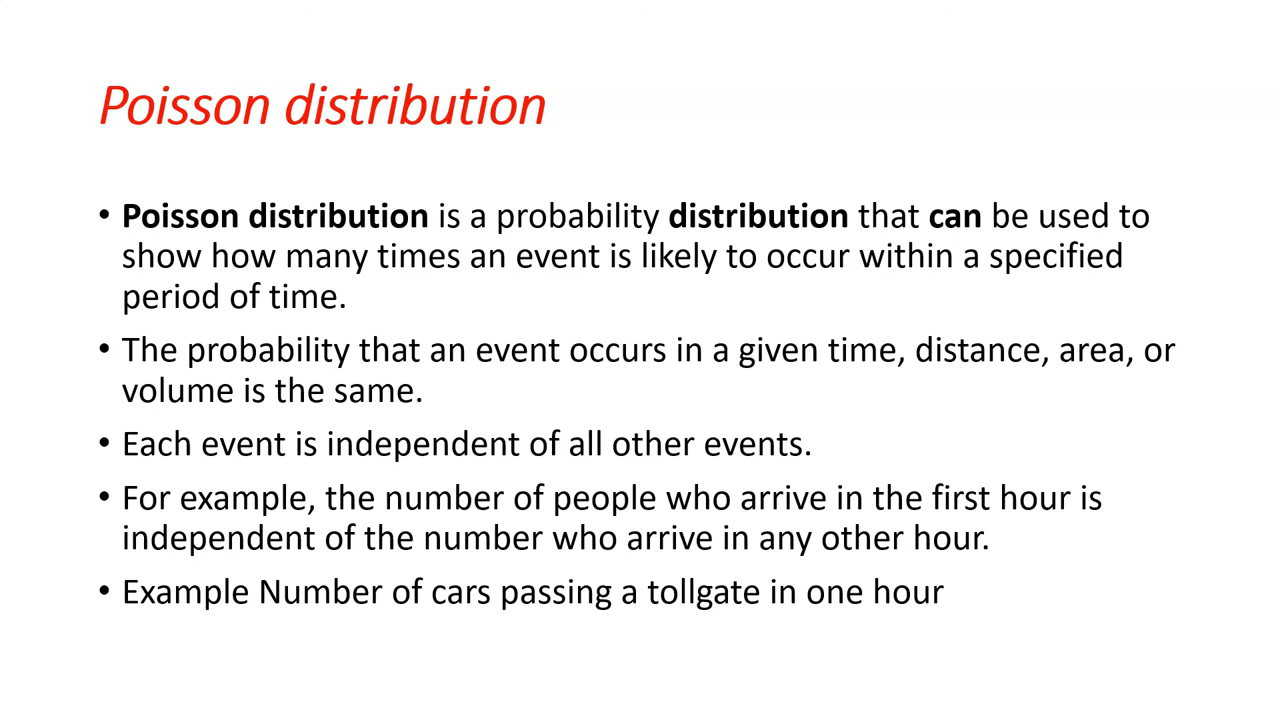 Poisson distribution
• Poisson distribution is a probability distribution that can be used to
show how many times an event is likely to occur within a specified
period of time.
• The probability that an event occurs in a given time, distance, area, or
volume is the same.
• Each event is independent of all other events.
• For example, the number of people who arrive in the first hour is
independent of the number who arrive in any other hour.
• Example Number of cars passing a tollgate in one hour